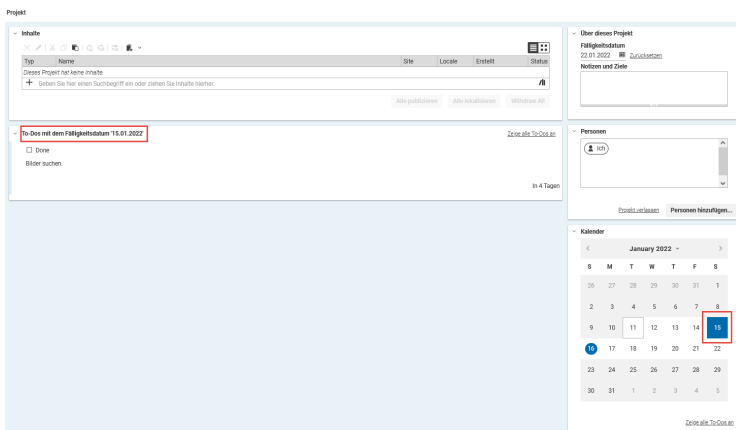 Projekt
Inhalte
Typ Name Site Locale Erstellt Status
Dieses Projekt hat keine Inhalte.
Geben Sie hier einen Suchbegriff ein oder ziehen Sie Inhalte hierher.
Alle publizieren Alle lokalisieren Withdraw All
To-Dos mit dem Fälligkeitsdatum '15.01.2022' Zeige alle To-Dos an
Done
Bilder suchen.
In 4 Tagen
Über dieses Projekt
Fälligkeitsdatum
22.01.2022 Zurücksetzen
Notizen und Ziele
Personen
Ich
Projekt verlassen Personen hinzufügen...
Kalender
January 2022
S M T W T F S
26 27 28 29 30 31 1
2 3 4 5 6 7 8
9 10 11 12 13 14 15
16 17 18 19 20 21 22
23 24 25 26 27 28 29
30 31 1 2 3 4 5
Zeige alle To-Dos an